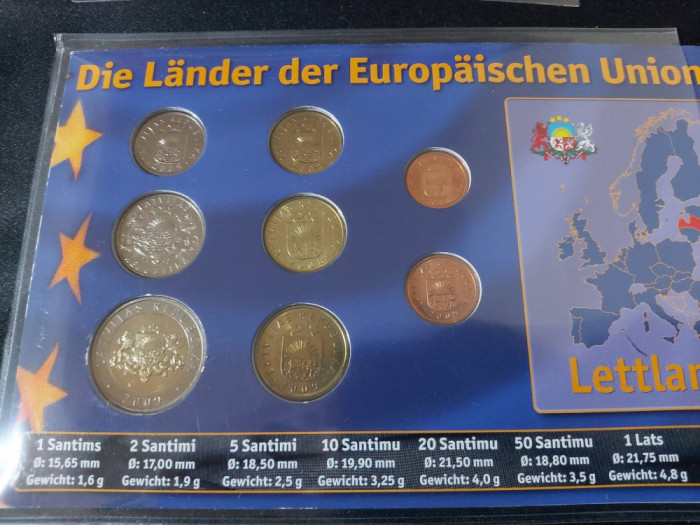 Die Länder der Europäischen Union
Lettlan
1 Santims 2 Santimi 5 Santimi 10 Santimu 20 Santimu 50 Santimu 1 Lats
Ø: 15,65 mm Ø: 17,00 mm Ø: 18,50 mm Ø: 19,90 mm Ø: 21,50 mm Ø: 18,80 mm Ø: 21,75 mm
Gewicht: 1,6 g Gewicht: 1,9 g Gewicht: 2,5 g Gewicht: 3,25 g Gewicht: 4,0 g Gewicht: 3,5 g Gewicht: 4,8 g